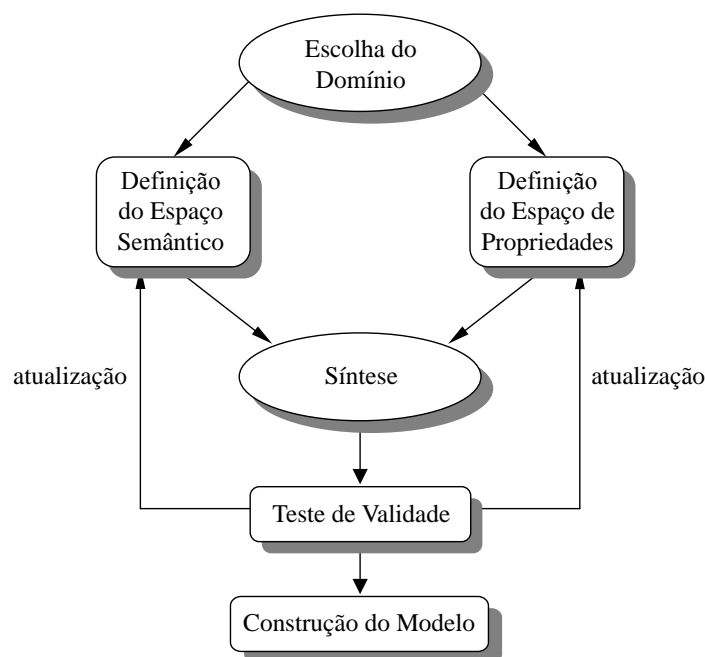 Escolha do
Domínio
Definição
do Espaço
Semântico
Definição
do Espaço de
Propriedades
atualização
Síntese
atualização
Teste de Validade
Construção do Modelo